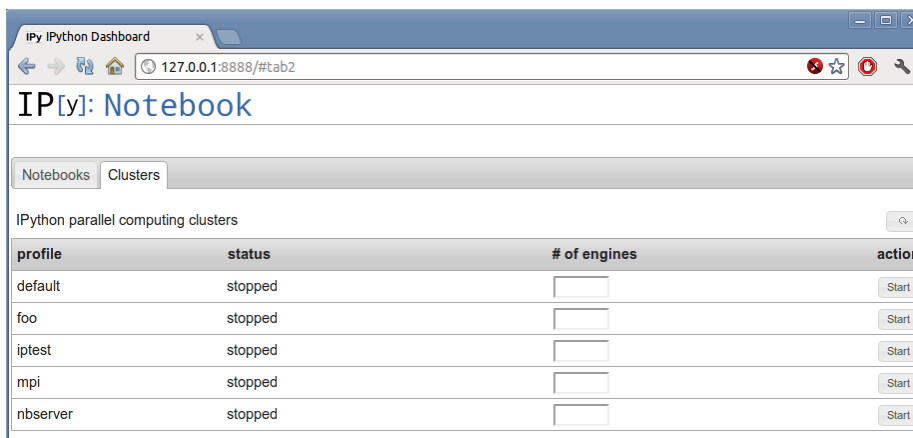 IPy IPython Dashboard
127.0.0.1:8888/#tab2
IP[y]: Notebook
Notebooks Clusters
IPython parallel computing clusters
profile status # of engines action
default stopped Start
foo stopped Start
iptest stopped Start
mpi stopped Start
nbserver stopped Start